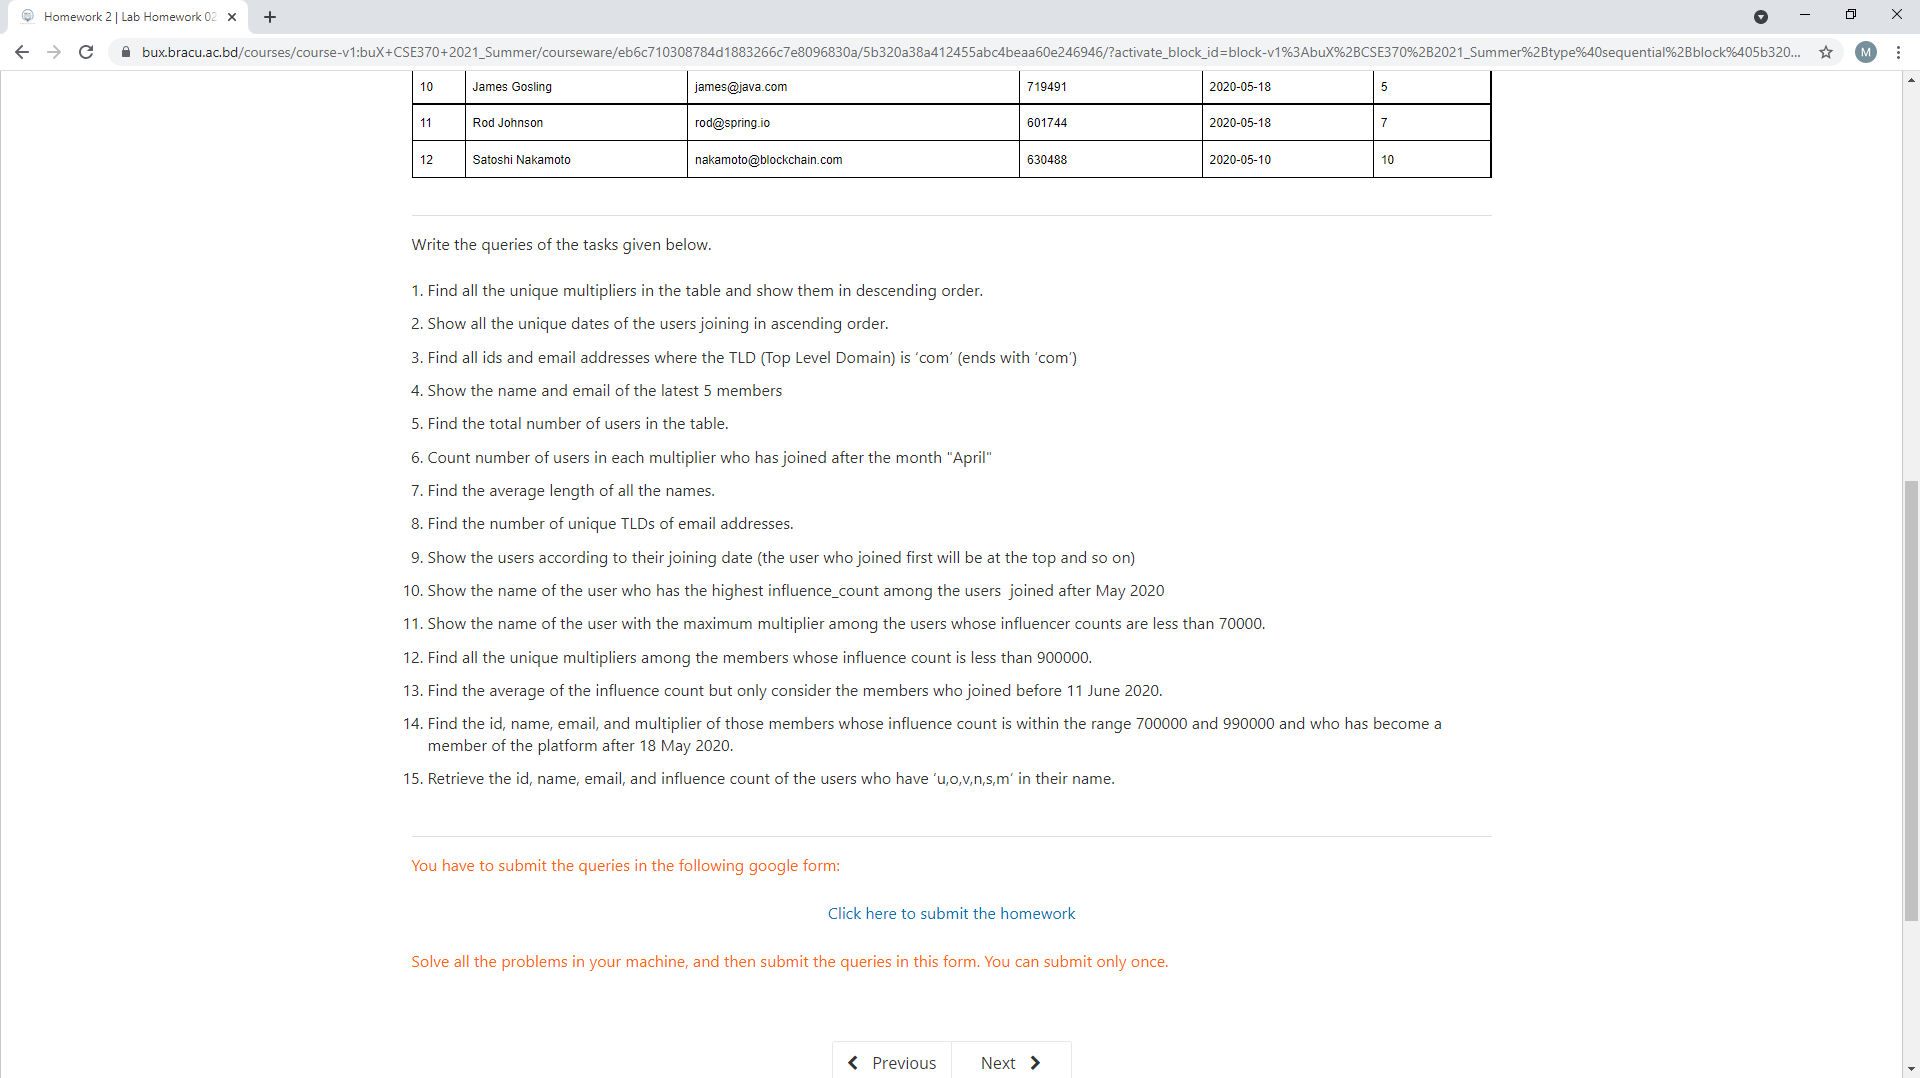 Homework 2 | Lab Homework 02
bux.bracu.ac.bd/courses/course-v1:buX+CSE370+2021_Summer/courseware/eb6c710308784d1883266c7e8096830a/5b320a38a412455abc4beaa60e246946/?activate_block_id=block-v1%3AbuX%2BCSE370%2B2021_Summer%2Btype%40sequential%2Bblock%405b320...
M
10 James Gosling james@java.com 719491 2020-05-18 5
11 Rod Johnson rod@spring.io 601744 2020-05-18 7
12 Satoshi Nakamoto nakamoto@blockchain.com 630488 2020-05-10 10
Write the queries of the tasks given below.
1. Find all the unique multipliers in the table and show them in descending order.
2. Show all the unique dates of the users joining in ascending order.
3. Find all ids and email addresses where the TLD (Top Level Domain) is ‘com’ (ends with ‘com’)
4. Show the name and email of the latest 5 members
5. Find the total number of users in the table.
6. Count number of users in each multiplier who has joined after the month "April"
7. Find the average length of all the names.
8. Find the number of unique TLDs of email addresses.
9. Show the users according to their joining date (the user who joined first will be at the top and so on)
10. Show the name of the user who has the highest influence_count among the users  joined after May 2020
11. Show the name of the user with the maximum multiplier among the users whose influencer counts are less than 70000.
12. Find all the unique multipliers among the members whose influence count is less than 900000.
13. Find the average of the influence count but only consider the members who joined before 11 June 2020.
14. Find the id, name, email, and multiplier of those members whose influence count is within the range 700000 and 990000 and who has become a
member of the platform after 18 May 2020.
15. Retrieve the id, name, email, and influence count of the users who have ‘u,o,v,n,s,m’ in their name.
You have to submit the queries in the following google form:
Click here to submit the homework
Solve all the problems in your machine, and then submit the queries in this form. You can submit only once.
Previous Next